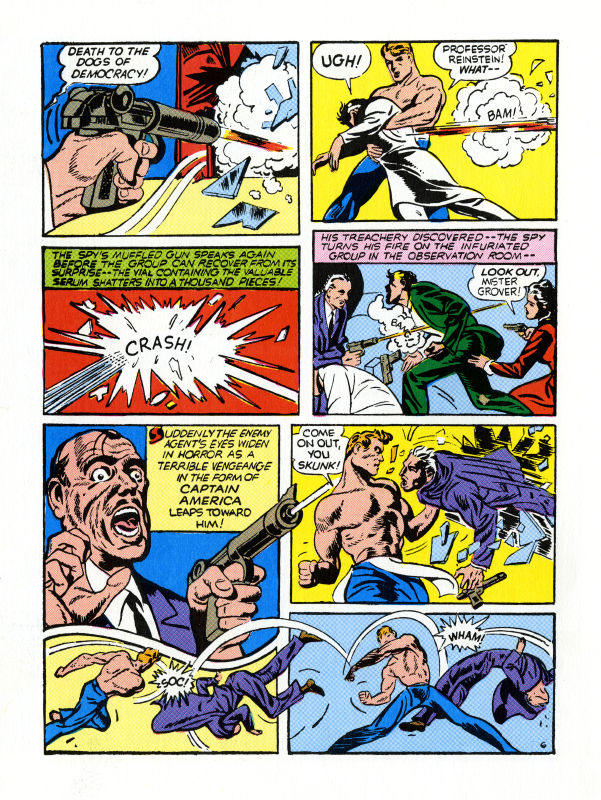 DEATH TO THE
DOGS OF
DEMOCRACY!
UGH!
PROFESSOR
REINSTEIN!
WHAT--
BAM!
THE SPY'S MUFFLED GUN SPEAKS AGAIN
BEFORE THE GROUP CAN RECOVER FROM ITS
SURPRISE--THE VIAL CONTAINING THE VALUABLE
SERUM SHATTERS INTO A THOUSAND PIECES!
CRASH!
HIS TREACHERY DISCOVERED--THE SPY
TURNS HIS FIRE ON THE INFURIATED
GROUP IN THE OBSERVATION ROOM--
LOOK OUT,
MISTER
GROVER!
BAM
SUDDENLY THE ENEMY
AGENT'S EYES WIDEN
IN HORROR AS A
TERRIBLE VENGEANCE
IN THE FORM OF
CAPTAIN
AMERICA
LEAPS TOWARD
HIM!
COME
ON OUT,
YOU
SKUNK!
SOC!
WHAM!
6